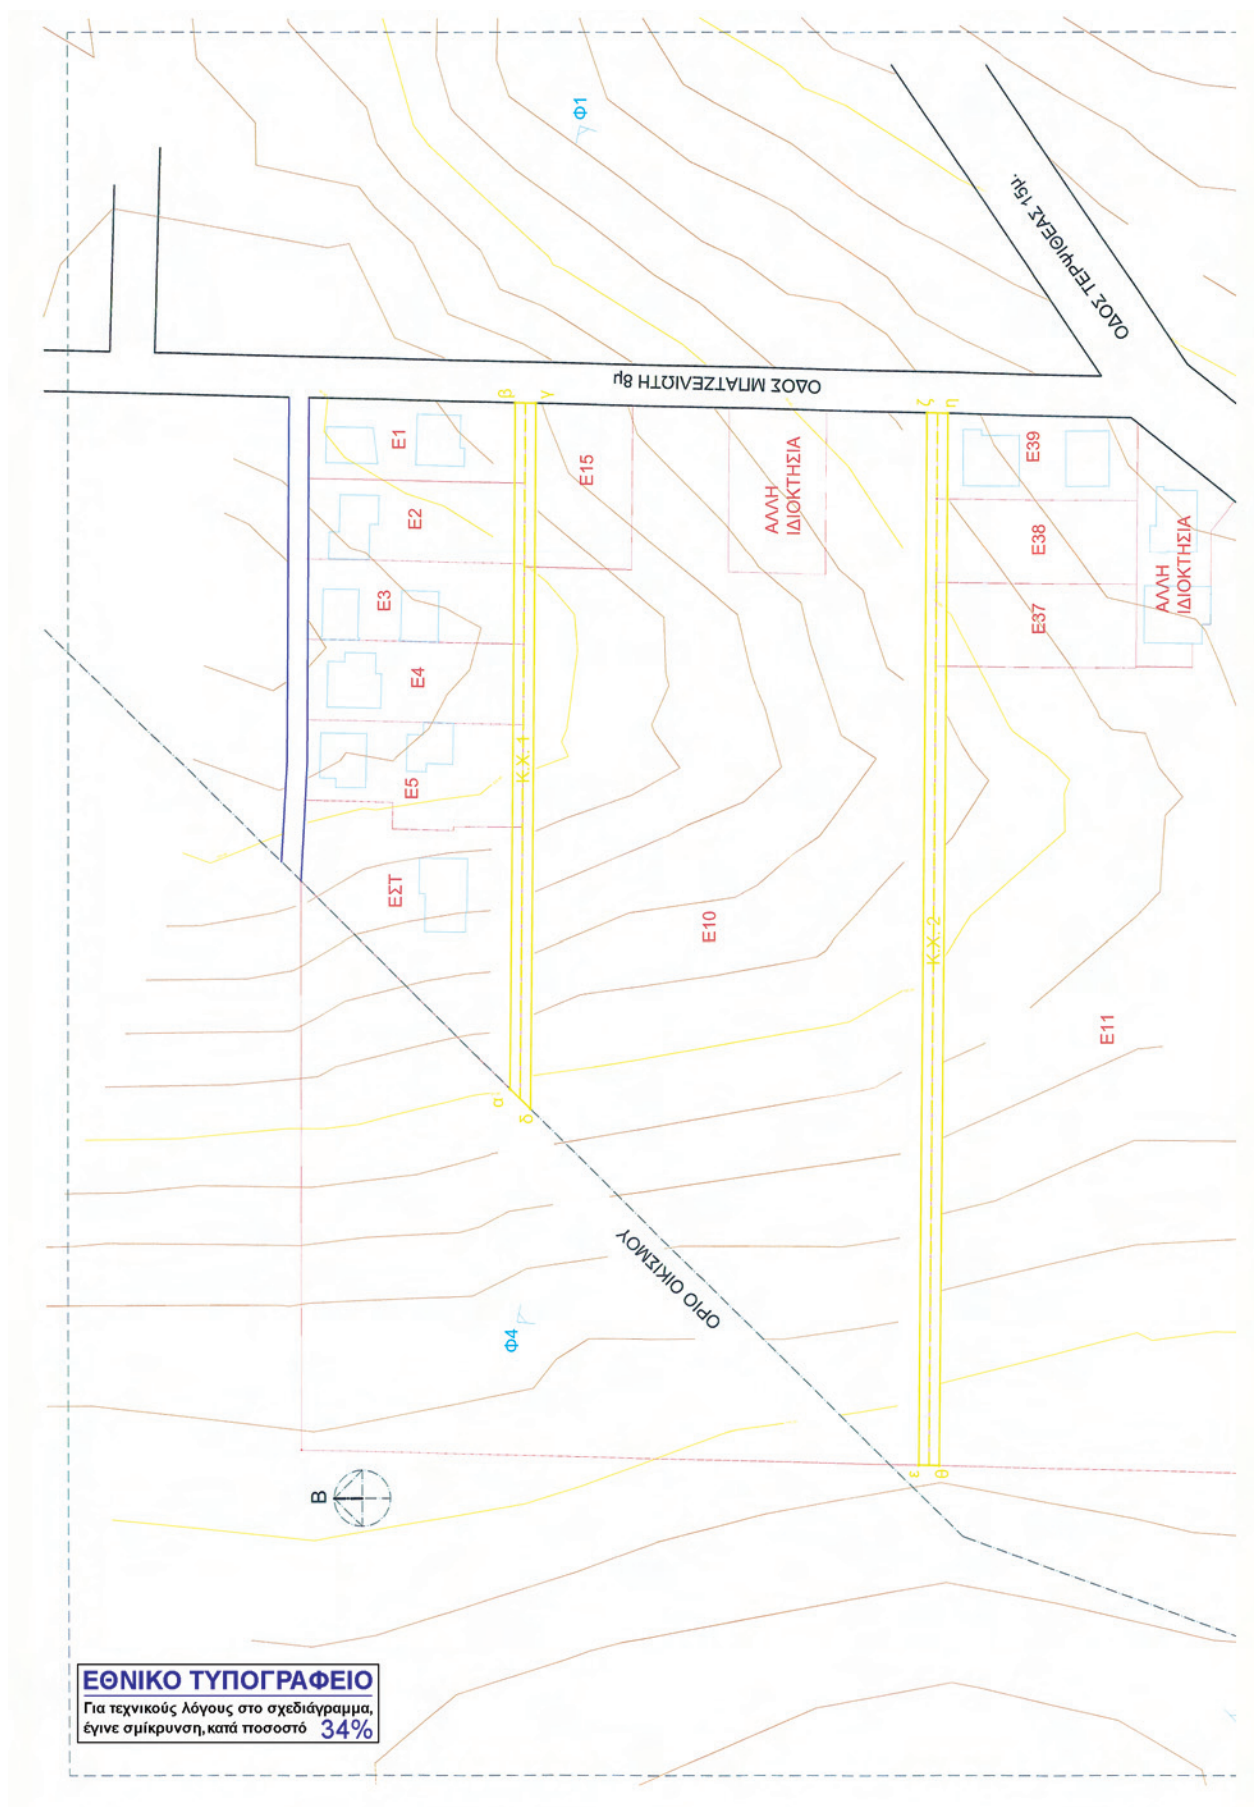 Φ1
ΟΔΟΣ ΤΕΡΨΙΘΕΑΣ 15μ.
ΟΔΟΣ ΜΠΑΤΖΕΛΙΩΤΗ 8μ
β
γ
ζ
η
Ε1
Ε15
ΑΛΛΗ
ΙΔΙΟΚΤΗΣΙΑ
Ε39
Ε2
Ε38
ΑΛΛΗ
ΙΔΙΟΚΤΗΣΙΑ
Ε3
Ε37
Ε4
Κ.Χ. 1
Ε5
ΕΣΤ
Ε10
Κ.Χ. 2
Ε11
α
δ
ΟΡΙΟ ΟΙΚΙΣΜΟΥ
Φ4
ε
θ
Β
ΕΘΝΙΚΟ ΤΥΠΟΓΡΑΦΕΙΟ
Για τεχνικούς λόγους στο σχεδιάγραμμα,
έγινε σμίκρυνση, κατά ποσοστό 34%